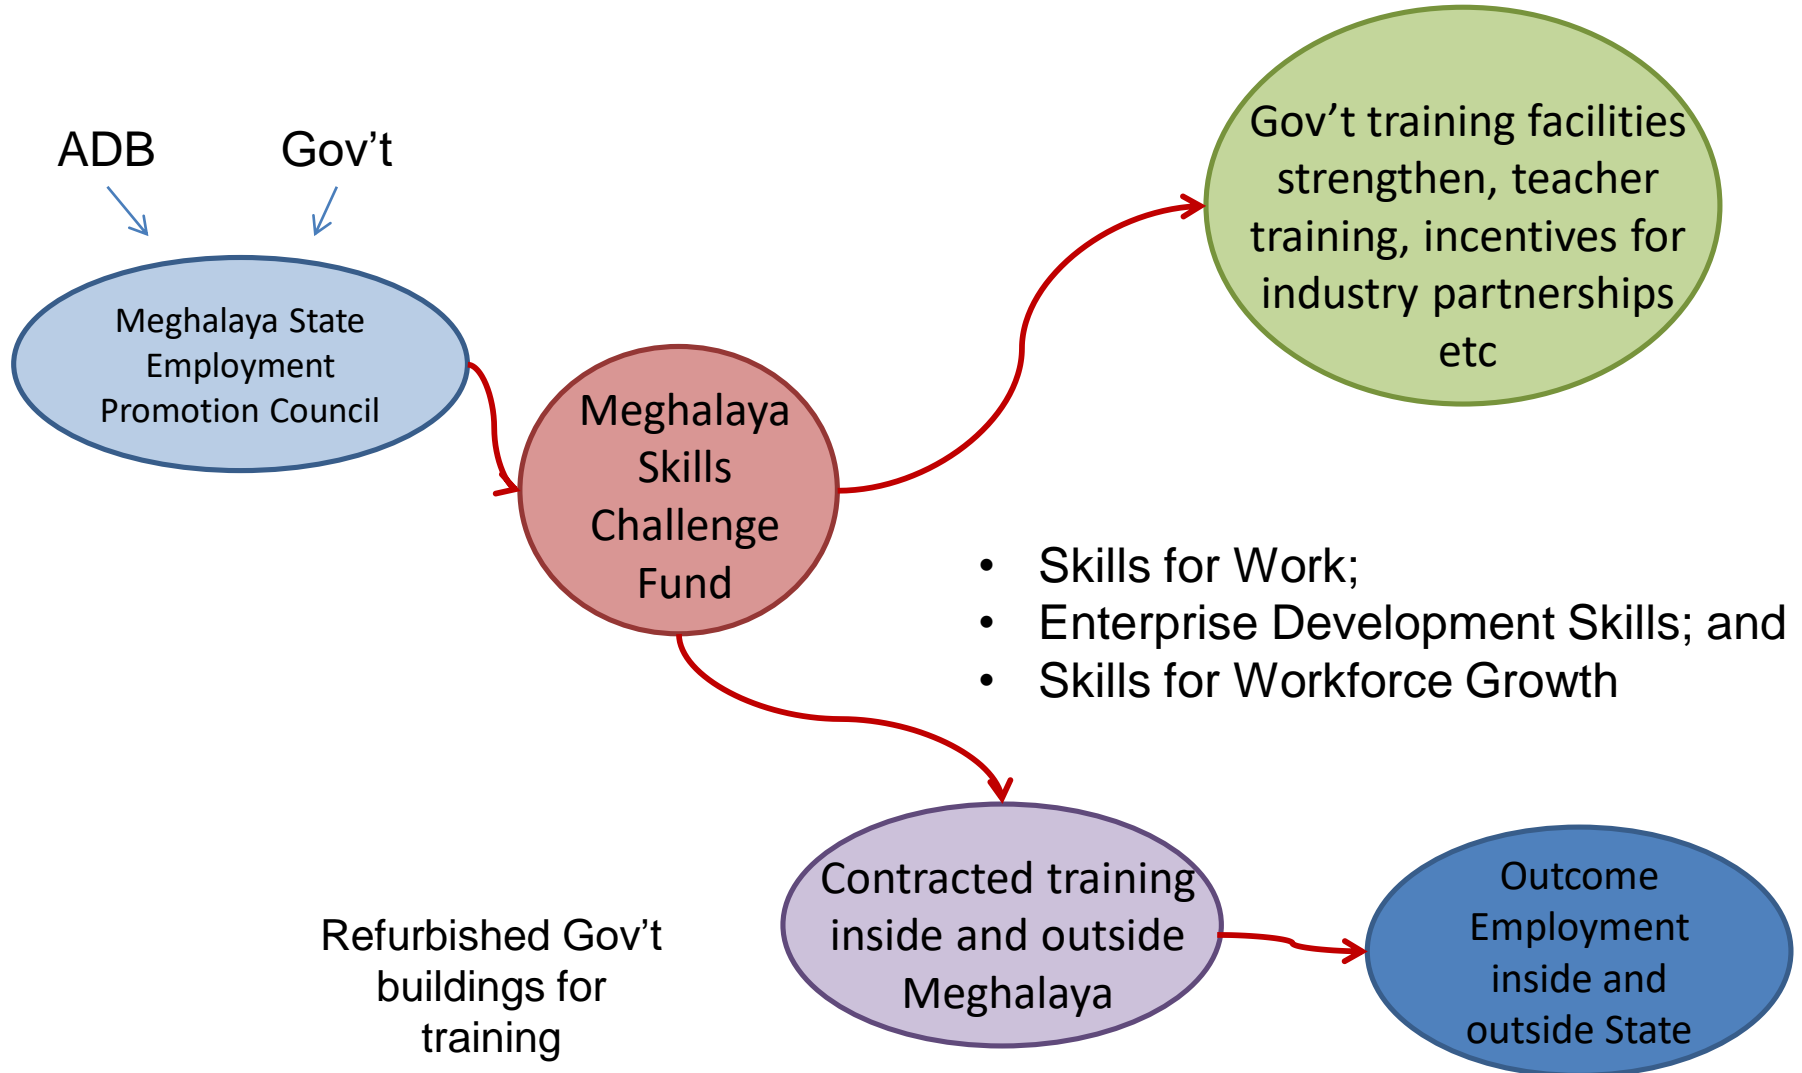 ADB
Gov’t
Meghalaya State
Employment
Promotion Council
Meghalaya
Skills
Challenge
Fund
Gov’t training facilities
strengthen, teacher
training, incentives for
industry partnerships
etc
• Skills for Work;
• Enterprise Development Skills; and
• Skills for Workforce Growth
Refurbished Gov’t
buildings for
training
Contracted training
inside and outside
Meghalaya
Outcome
Employment
inside and
outside State